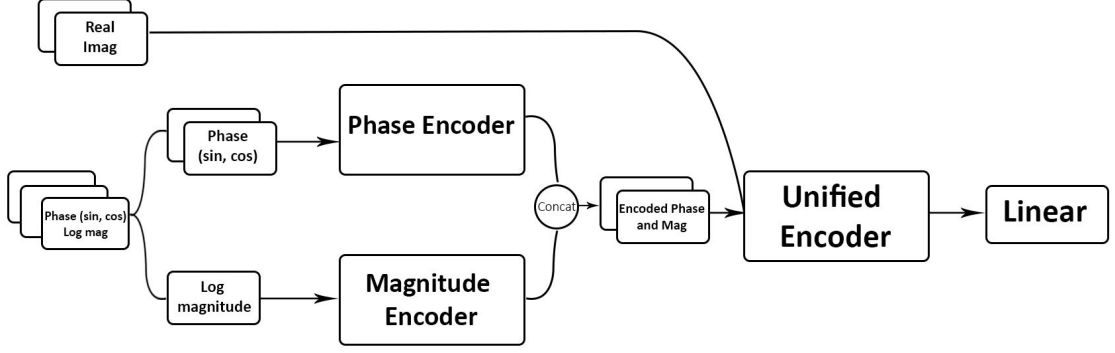 Real
Imag
Phase Encoder
Phase
(sin, cos)
Phase (sin, cos)
Log mag
Concat
Encoded Phase
and Mag
Unified
Encoder
Linear
Log
magnitude
Magnitude
Encoder